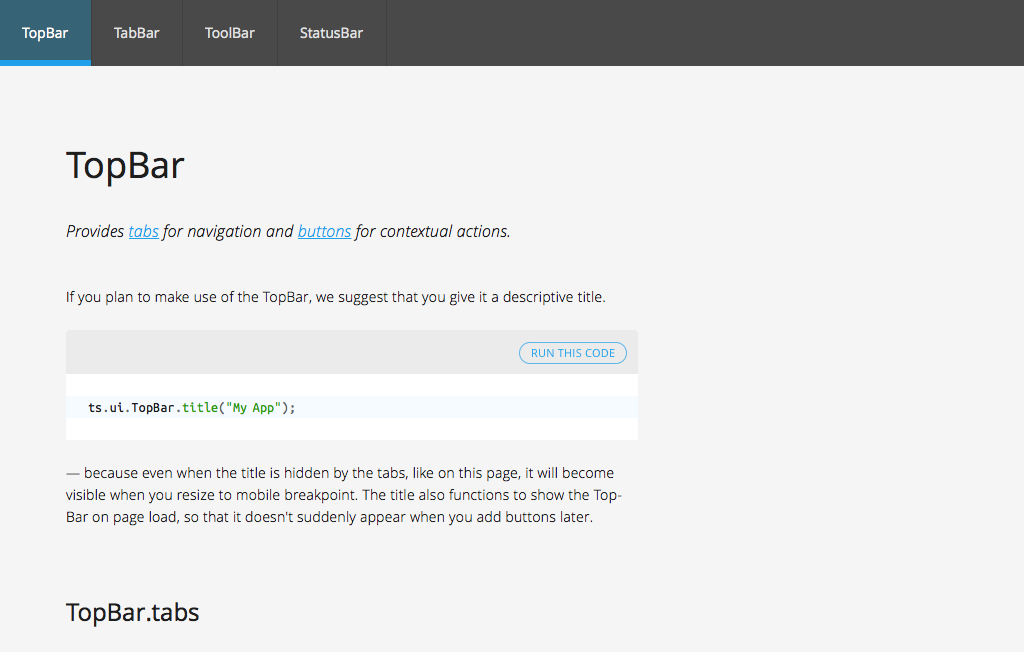 TopBar TabBar ToolBar StatusBar
TopBar
Provides tabs for navigation and buttons for contextual actions.
If you plan to make use of the TopBar, we suggest that you give it a descriptive title.
RUN THIS CODE
ts.ui.TopBar.title("My App");
— because even when the title is hidden by the tabs, like on this page, it will become
visible when you resize to mobile breakpoint. The title also functions to show the Top-
Bar on page load, so that it doesn't suddenly appear when you add buttons later.
TopBar.tabs